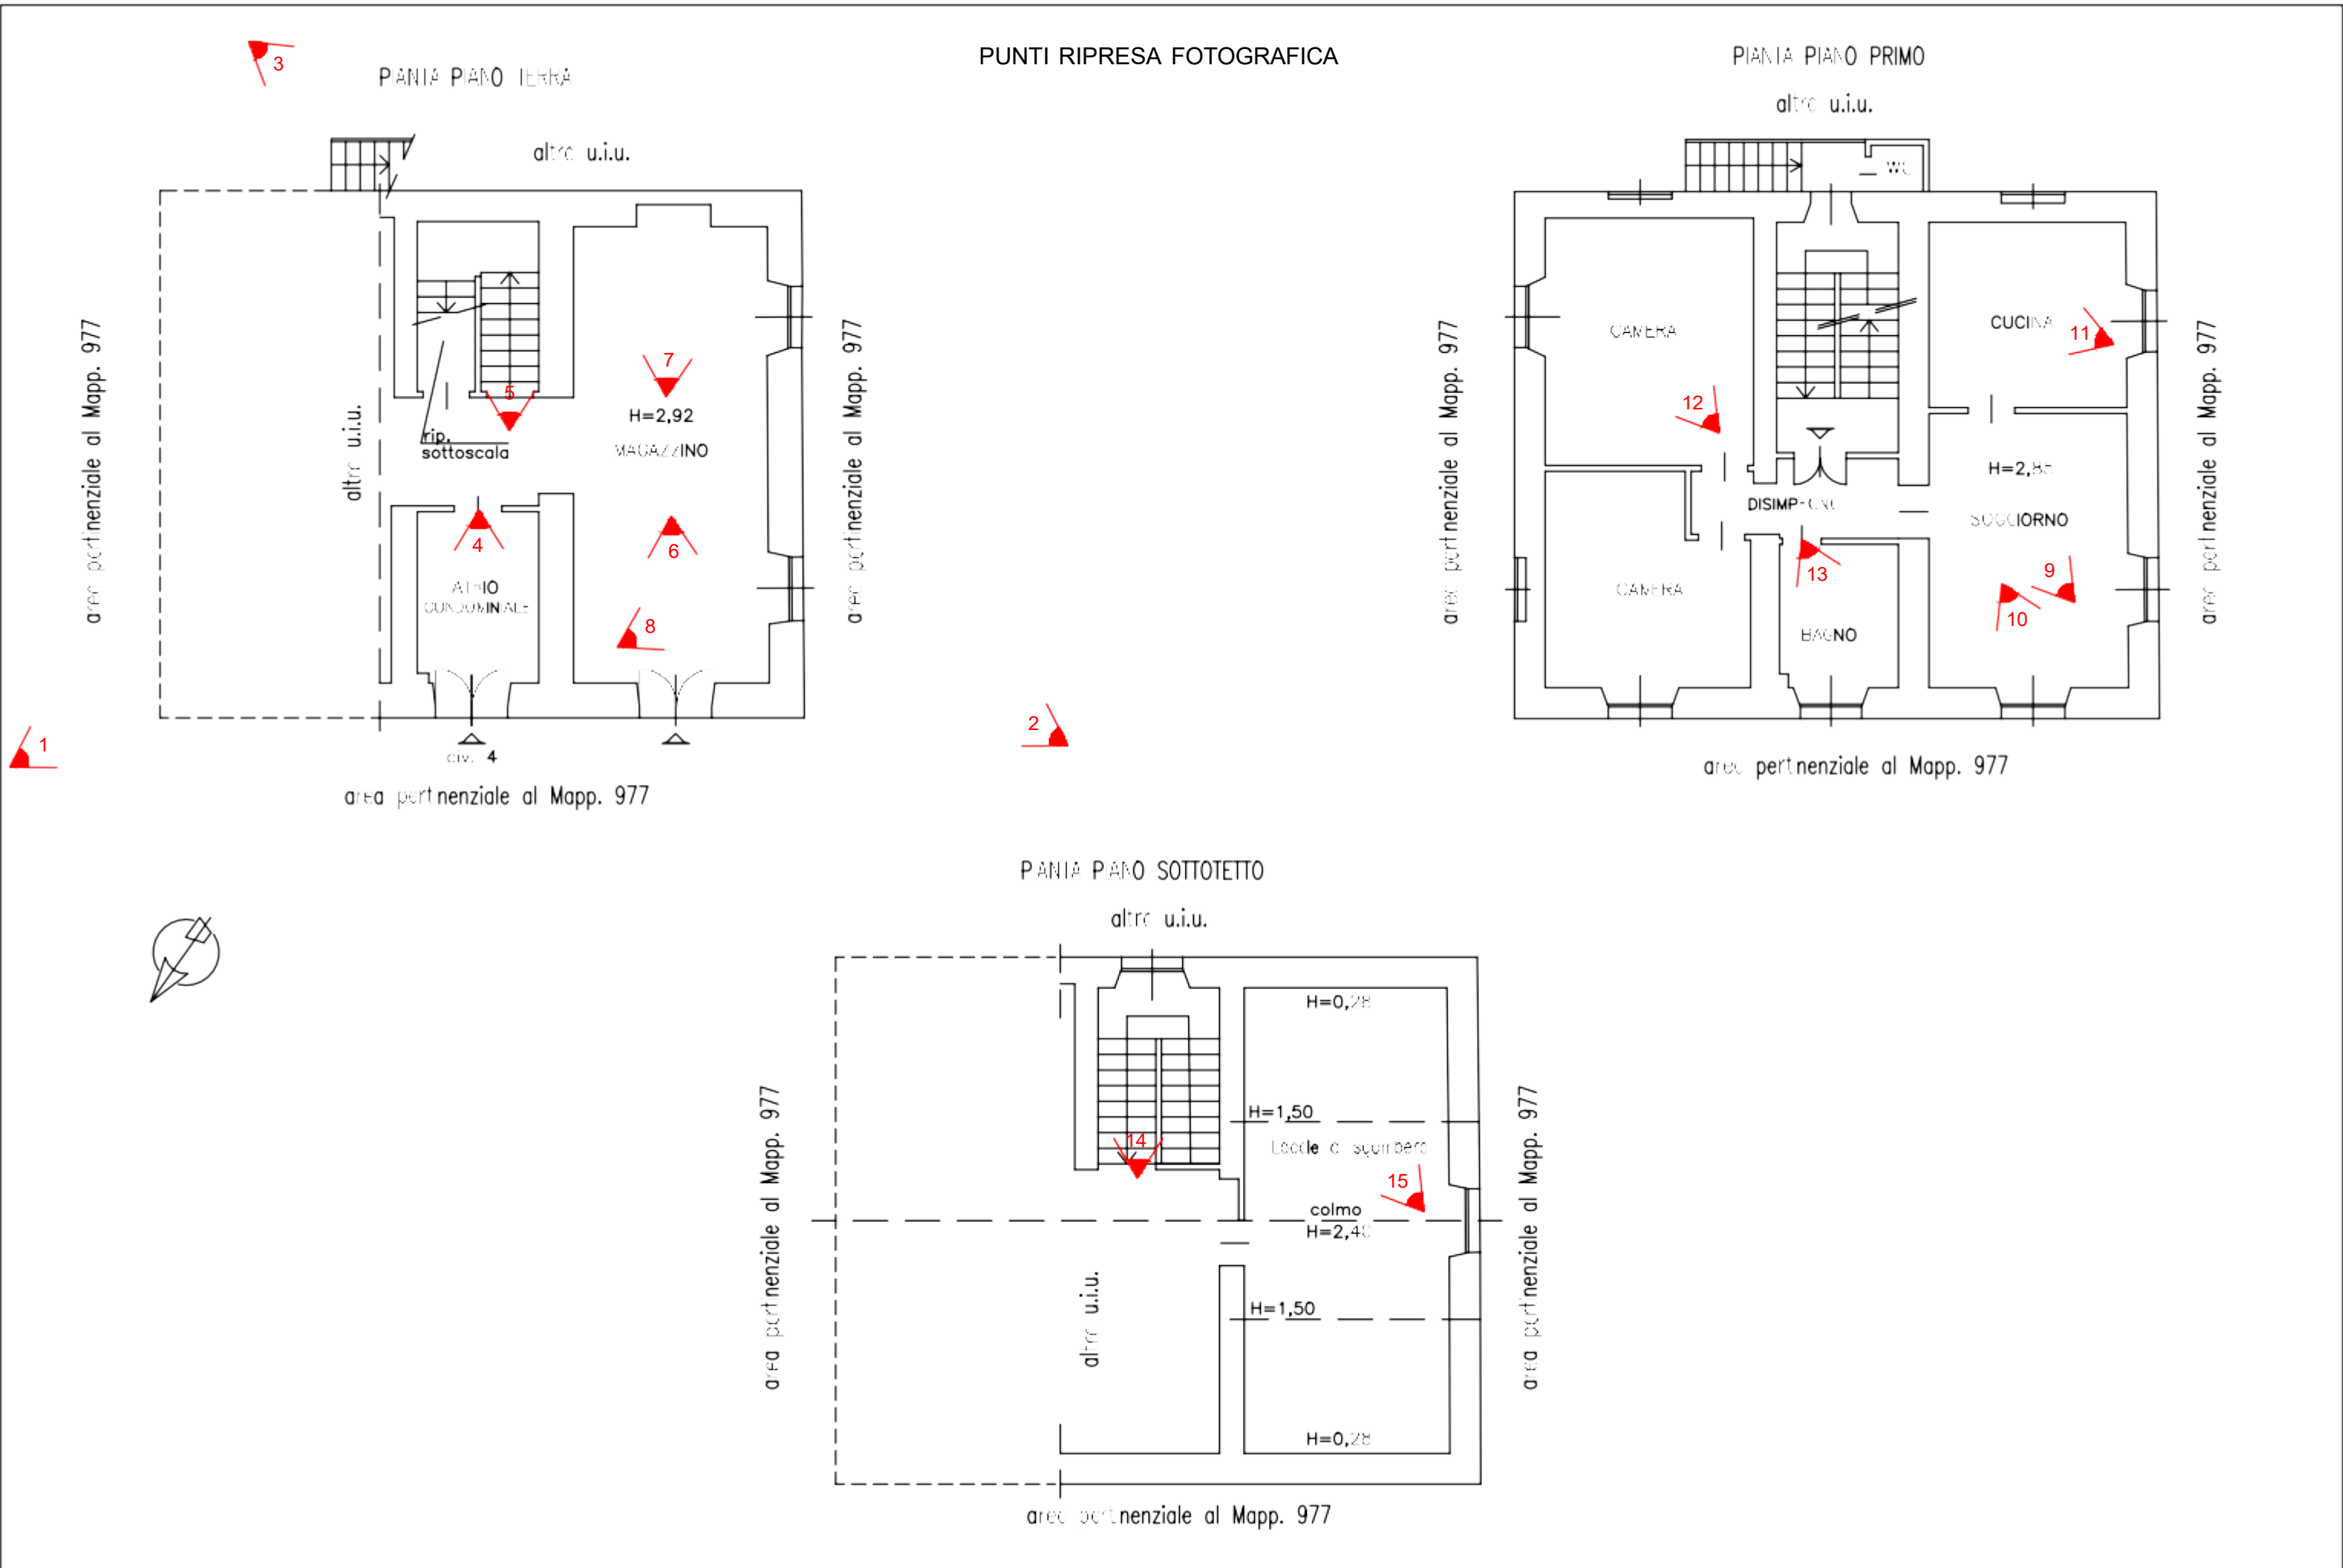 PUNTI RIPRESA FOTOGRAFICA
PIANTA PIANO TERRA
3
altra u.i.u.
area pertinenziale al Mapp. 977
altra u.i.u.
5
7
H=2,92
MAGAZZINO
rip.
sottoscala
4
6
ATRIO
CONDOMINIALE
8
area pertinenziale al Mapp. 977
1
2
civ. 4
area pertinenziale al Mapp. 977
PIANTA PIANO PRIMO
altra u.i.u.
WC
area pertinenziale al Mapp. 977
CAMERA
CUCINA
11
12
H=2,85
DISIMPEGNO
SOGGIORNO
13
9
10
CAMERA
BAGNO
area pertinenziale al Mapp. 977
area pertinenziale al Mapp. 977
PIANTA PIANO SOTTOTETTO
altra u.i.u.
H=0,28
area pertinenziale al Mapp. 977
H=1,50
14
Locale di sgombero
15
colmo
H=2,40
altra u.i.u.
H=1,50
H=0,28
area pertinenziale al Mapp. 977
area pertinenziale al Mapp. 977